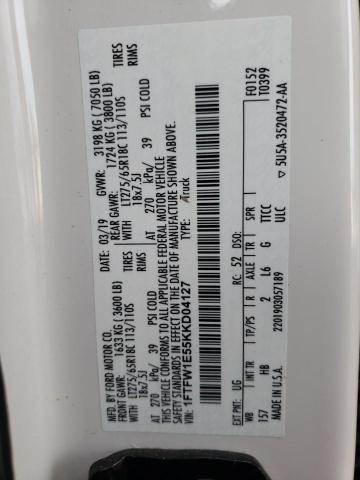 MFD. BY FORD MOTOR CO.
DATE: 03/19 GVWR: 3198 KG ( 7050 LB)
FRONT GAWR: 1633 KG ( 3600 LB) REAR GAWR: 1724 KG ( 3800 LB)
WITH LT275/65R18C 113/110S TIRES WITH LT275/65R18C 113/110S TIRES
18x7.5J RIMS 18x7.5J RIMS
AT 270 kPa/ 39 PSI COLD AT 270 kPa/ 39 PSI COLD
THIS VEHICLE CONFORMS TO ALL APPLICABLE FEDERAL MOTOR VEHICLE
SAFETY STANDARDS IN EFFECT ON THE DATE OF MANUFACTURE SHOWN ABOVE.
VIN: 1FTFW1E55KKD04127 TYPE: Truck
F0152
T0399
EXT PNT: UG RC: 52 DSO:
WB INT TR TP/PS R AXLE TR SPR
157 HB 2 L6 G TTCC
ULC
2201903057189
MADE IN U.S.A. ▽ 5U5A-3520472-AA